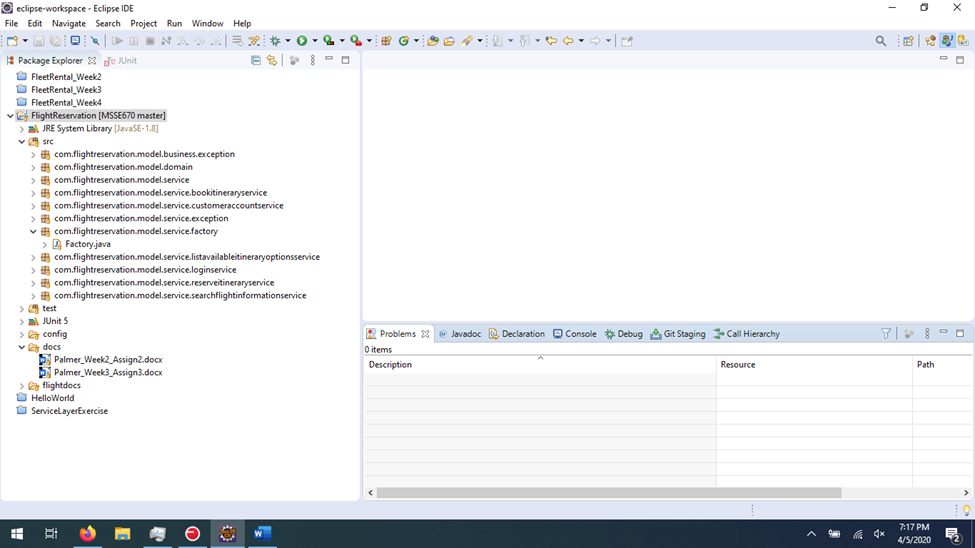 eclipse-workspace - Eclipse IDE
File Edit Navigate Search Project Run Window Help
Package Explorer JUnit
FleetRental_Week2
FleetRental_Week3
FleetRental_Week4
FlightReservation [MSSE670 master]
JRE System Library [JavaSE-1.8]
src
com.flightreservation.model.business.exception
com.flightreservation.model.domain
com.flightreservation.model.service
com.flightreservation.model.service.bookitineraryservice
com.flightreservation.model.service.customeraccountservice
com.flightreservation.model.service.exception
com.flightreservation.model.service.factory
Factory.java
com.flightreservation.model.service.listavailableitineraryoptionsservice
com.flightreservation.model.service.loginservice
com.flightreservation.model.service.reserveitineraryservice
com.flightreservation.model.service.searchflightinformationservice
test
JUnit 5
config
docs
Palmer_Week2_Assign2.docx
Palmer_Week3_Assign3.docx
flightdocs
HelloWorld
ServiceLayerExercise
Problems Javadoc Declaration Console Debug Git Staging Call Hierarchy
0 items
Description Resource Path
7:17 PM
4/5/2020
2